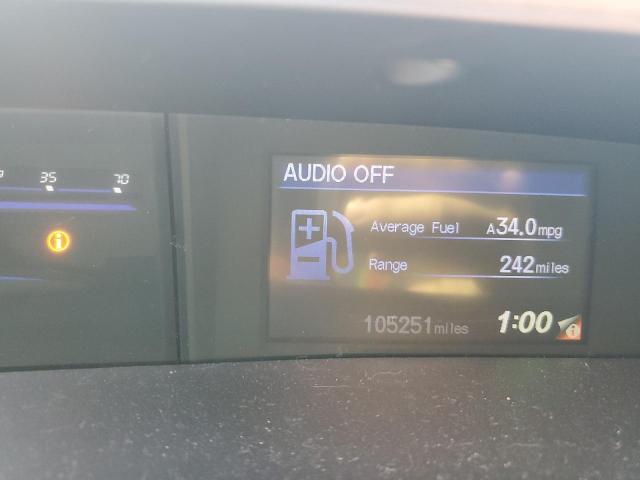 35 70
AUDIO OFF
Average Fuel A34.0mpg
Range 242miles
105251miles 1:00